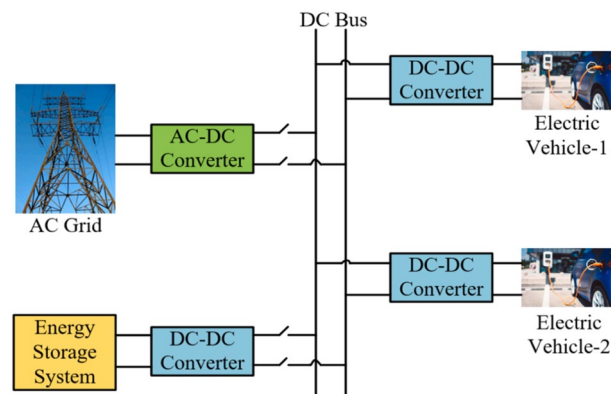 DC Bus
DC-DC
Converter
Electric
Vehicle-1
AC-DC
Converter
AC Grid
DC-DC
Converter
Electric
Vehicle-2
Energy
Storage
System
DC-DC
Converter